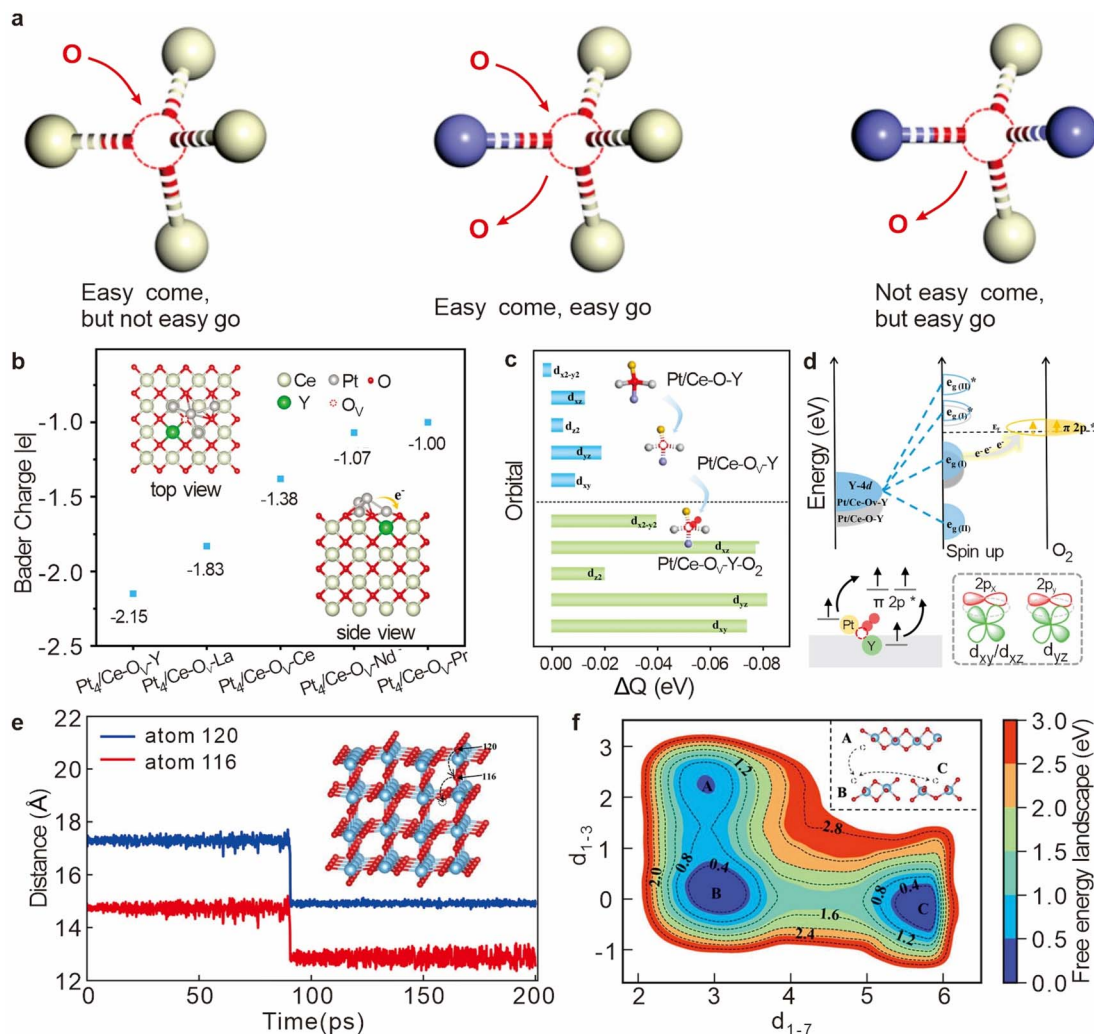 a
O
O
O
O
Easy come,
but not easy go
Easy come, easy go
Not easy come,
but easy go
b
Bader Charge |e|
-1.0
-1.5
-2.0
-2.5
Ce
Pt
O
Y
OV
top view
side view
e-
-2.15
-1.83
-1.38
-1.07
-1.00
Pt4/Ce-OV-Y
Pt4/Ce-OV-La
Pt4/Ce-OV-Ce
Pt4/Ce-OV-Nd
Pt4/Ce-OV-Pr
c
Orbital
dx2-y2
dxz
dz2
dyz
dxy
dx2-y2
dxz
dz2
dyz
dxy
Pt/Ce-O-Y
Pt/Ce-OV-Y
Pt/Ce-OV-Y-O2
0.00
-0.02
-0.04
-0.06
-0.08
ΔQ (eV)
d
Energy (eV)
Y-4d
Pt/Ce-Ov-Y
Pt/Ce-O-Y
eg(II)*
eg(I)*
eg(I)
eg(II)
e- e- e-
π 2p *
Spin up
O2
π 2p *
Pt
Y
2px
2py
dxy/dxz
dyz
e
Distance (Å)
22
20
18
16
14
12
atom 120
atom 116
120
116
0
50
100
150
200
Time(ps)
f
d1-3
3
2
1
0
-1
A
B
C
A
B
C
1.2
2.8
0.8
2.0
0.4
1.6
2.4
0.8
0.4
1.2
2
3
4
5
6
d1-7
3.0
2.5
2.0
1.5
1.0
0.5
0.0
Free energy landscape (eV)